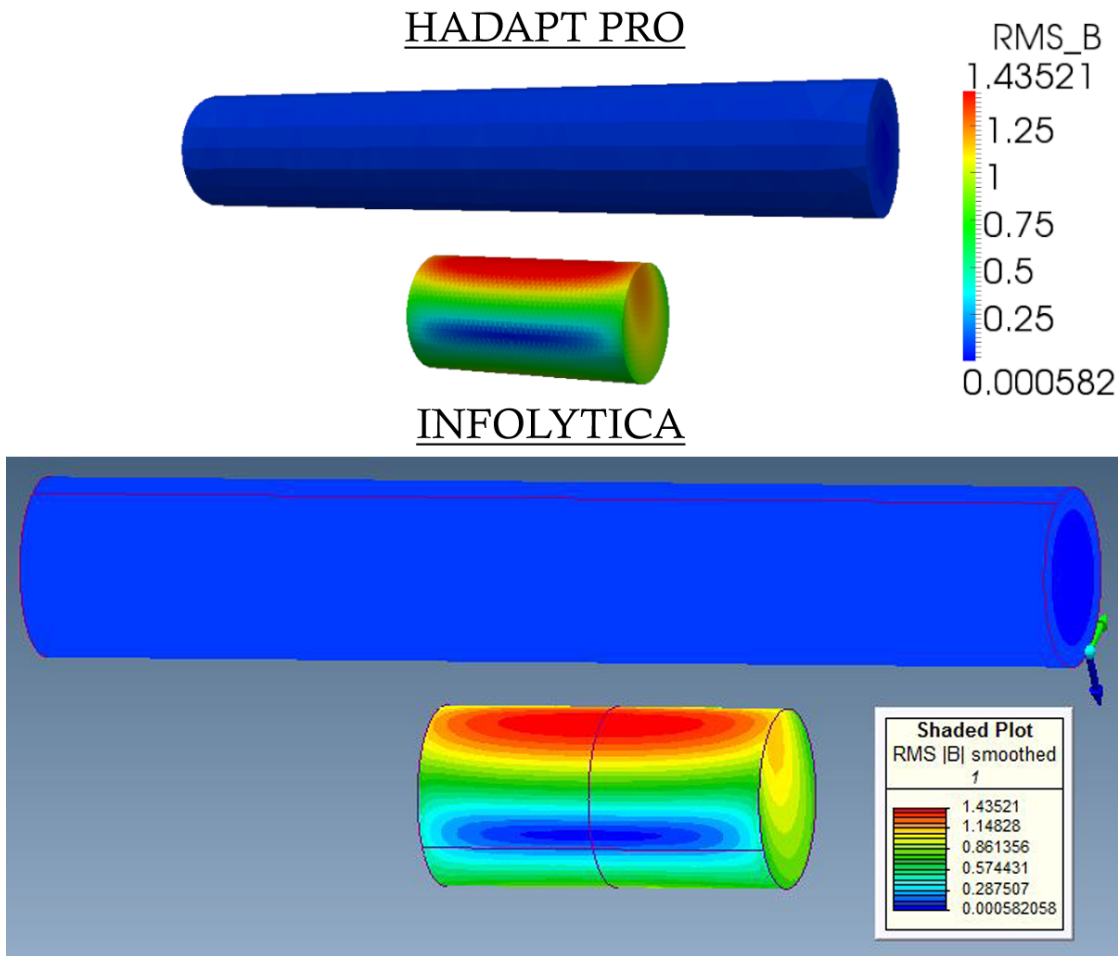 HADAPT PRO
RMS_B
1.43521
1.25
1
0.75
0.5
0.25
0.000582
INFOLYTICA
Shaded Plot
RMS |B| smoothed
1
1.43521
1.14828
0.861356
0.574431
0.287507
0.000582058